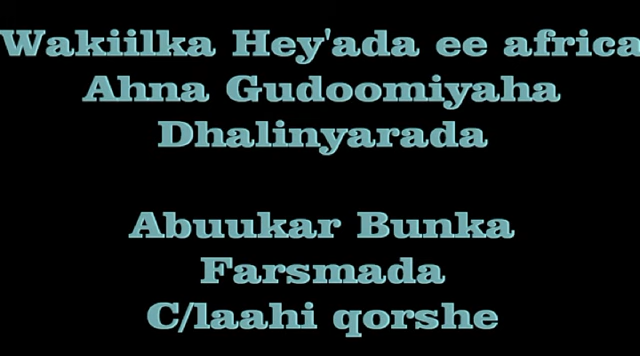 Wakiilka Hey'ada ee africa
Ahna Gudoomiyaha
Dhalinyarada
Abuukar Bunka
Farsmada
C/laahi qorshe